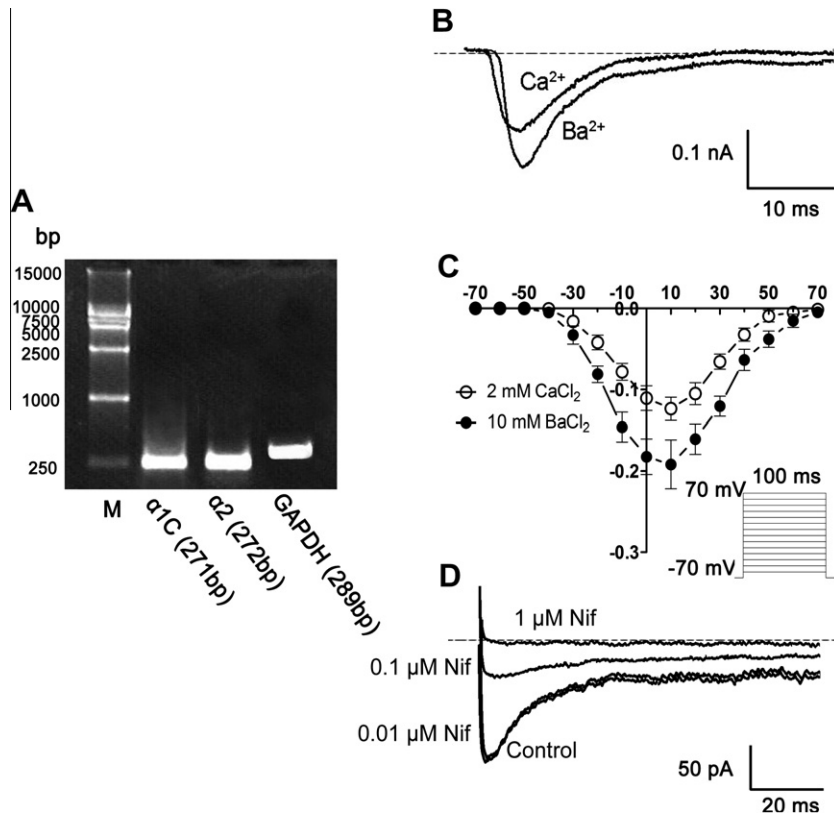 A
bp
15000
10000
7500
5000
2500
1000
250
M
α1C (271bp)
α2 (272bp)
GAPDH (289bp)
B
Ca²⁺
Ba²⁺
0.1 nA
10 ms
C
-70 -50 -30 -10 10 30 50 70
0.0
-0.1
-0.2
-0.3
2 mM CaCl₂
10 mM BaCl₂
100 ms
70 mV
-70 mV
D
1 μM Nif
0.1 μM Nif
0.01 μM Nif
Control
50 pA
20 ms